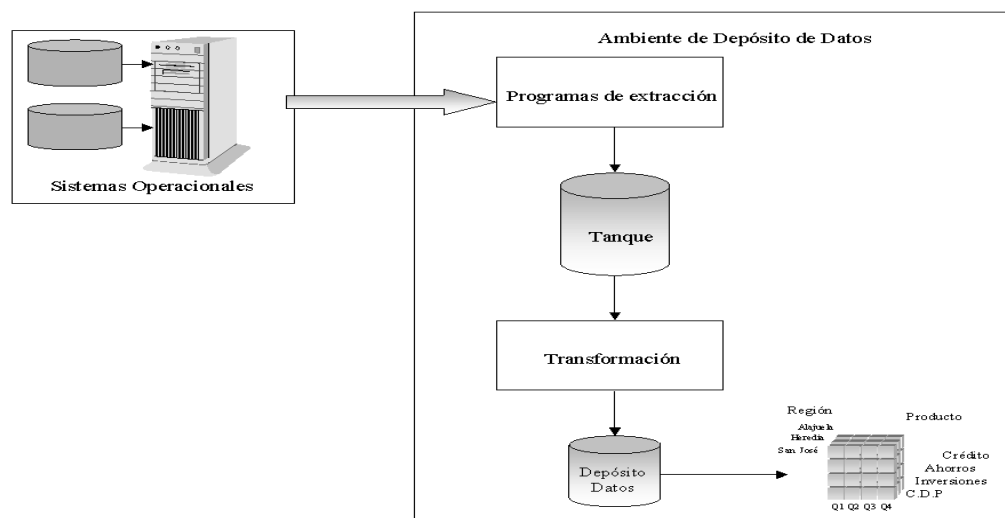 Ambiente de Depósito de Datos
Sistemas Operacionales
Programas de extracción
Tanque
Transformación
Depósito
Datos
Región
Alajuela
Heredia
San José
Producto
Crédito
Ahorros
Inversiones
C.D.P
Q1 Q2 Q3 Q4